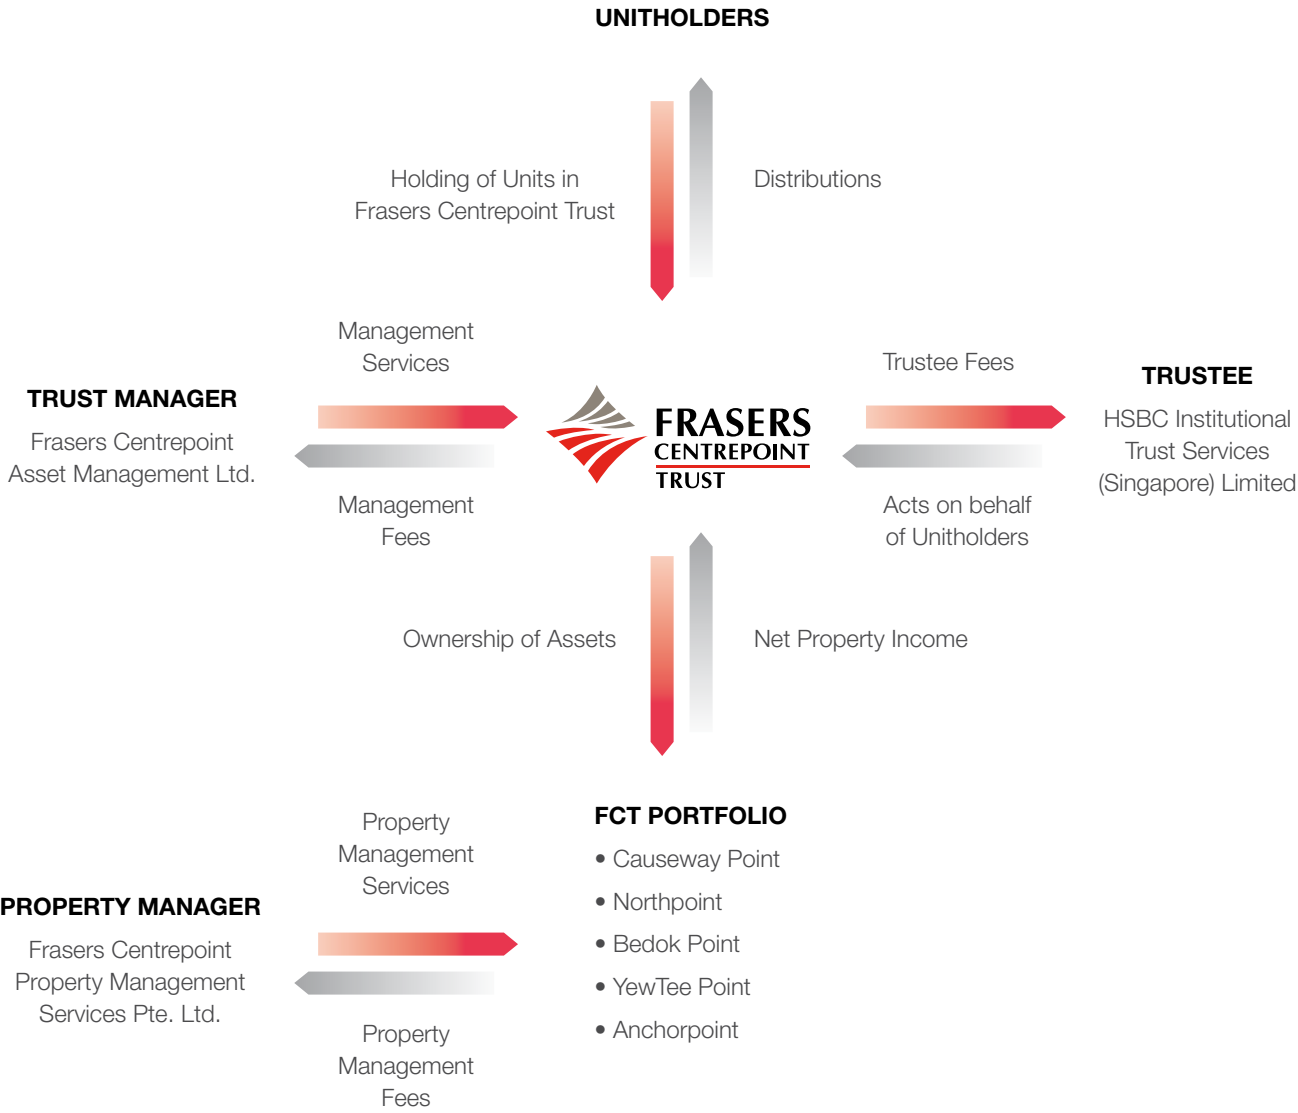 UNITHOLDERS
Holding of Units in
Frasers Centrepoint Trust
Distributions
Management
Services
Trustee Fees
TRUST MANAGER
Frasers Centrepoint
Asset Management Ltd.
FRASERS
CENTREPOINT
TRUST
TRUSTEE
HSBC Institutional
Trust Services
(Singapore) Limited
Management
Fees
Acts on behalf
of Unitholders
Ownership of Assets
Net Property Income
Property
Management
Services
PROPERTY MANAGER
Frasers Centrepoint
Property Management
Services Pte. Ltd.
Property
Management
Fees
FCT PORTFOLIO
• Causeway Point
• Northpoint
• Bedok Point
• YewTee Point
• Anchorpoint